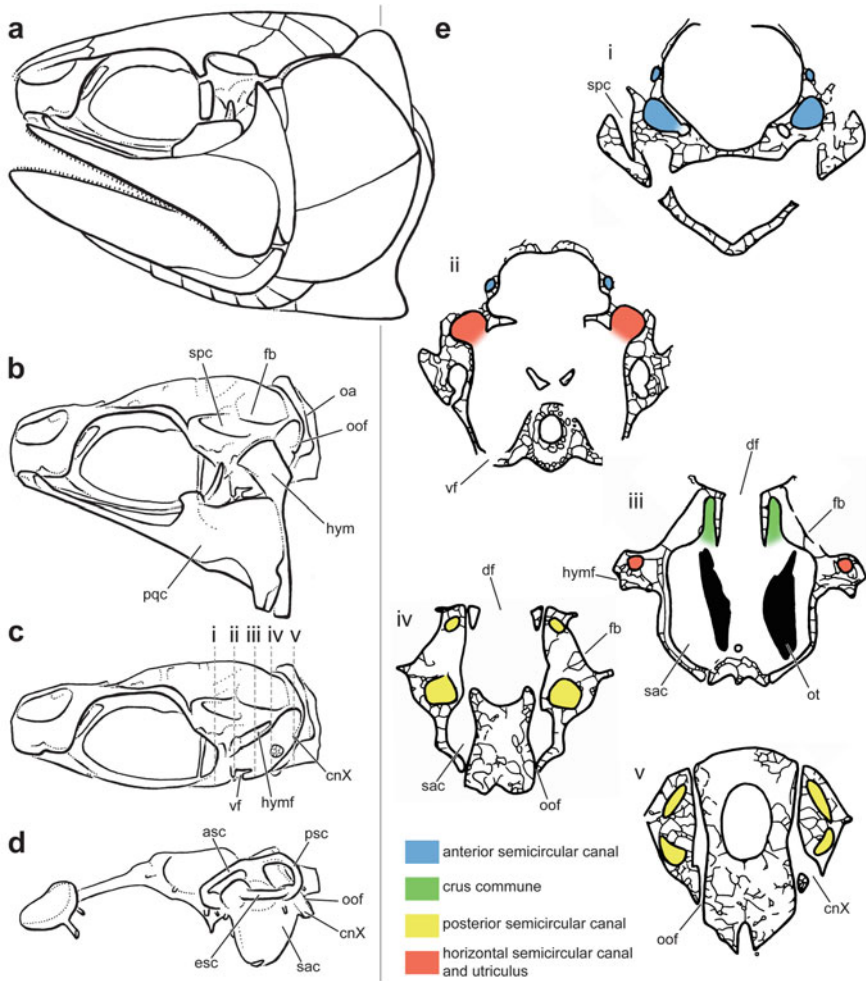 a
b
spc
fb
oa
oof
hym
pqc
c
i
ii
iii
iv
v
cnX
vf
hymf
d
asc
psc
oof
cnX
esc
sac
e
i
spc
ii
vf
iii
df
fb
hymf
sac
ot
iv
df
fb
sac
oof
v
cnX
oof
anterior semicircular canal
crus commune
posterior semicircular canal
horizontal semicircular canal
and utriculus